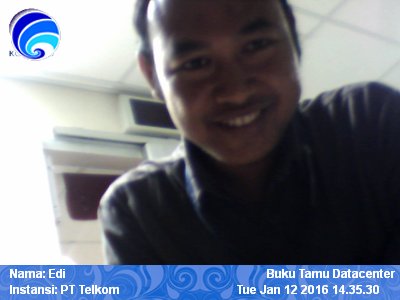 Nama: Edi
Buku Tamu Datacenter
Instansi: PT Telkom
Tue Jan 12 2016 14.35.30